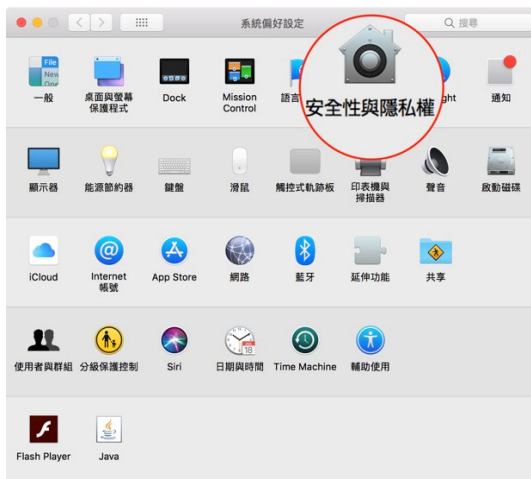 系統偏好設定
搜尋
File
New
One
一般
桌面與螢幕
保護程式
Dock
Mission
Control
語言
安全性與隱私權
ght
通知
顯示器
能源節約器
鍵盤
滑鼠
觸控式軌跡板
印表機與
掃描器
聲音
啟動磁碟
iCloud
Internet
帳號
App Store
網路
藍牙
延伸功能
共享
使用者與群組
分級保護控制
Siri
18
日期與時間
Time Machine
輔助使用
Flash Player
Java